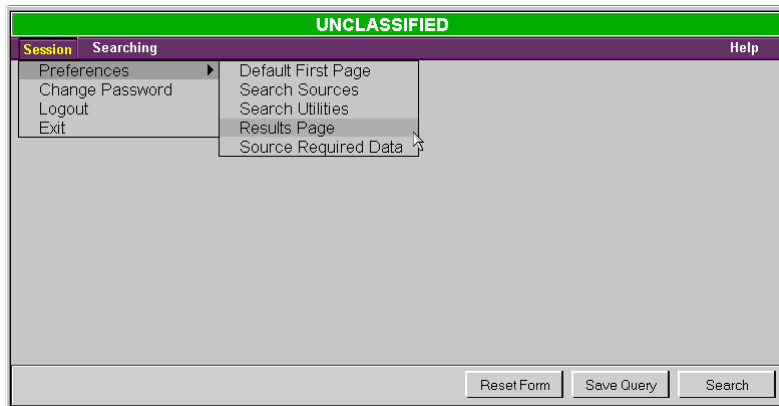 UNCLASSIFIED
Session Searching Help
Preferences Default First Page
Change Password Search Sources
Logout Search Utilities
Exit Results Page
Source Required Data
Reset Form Save Query Search